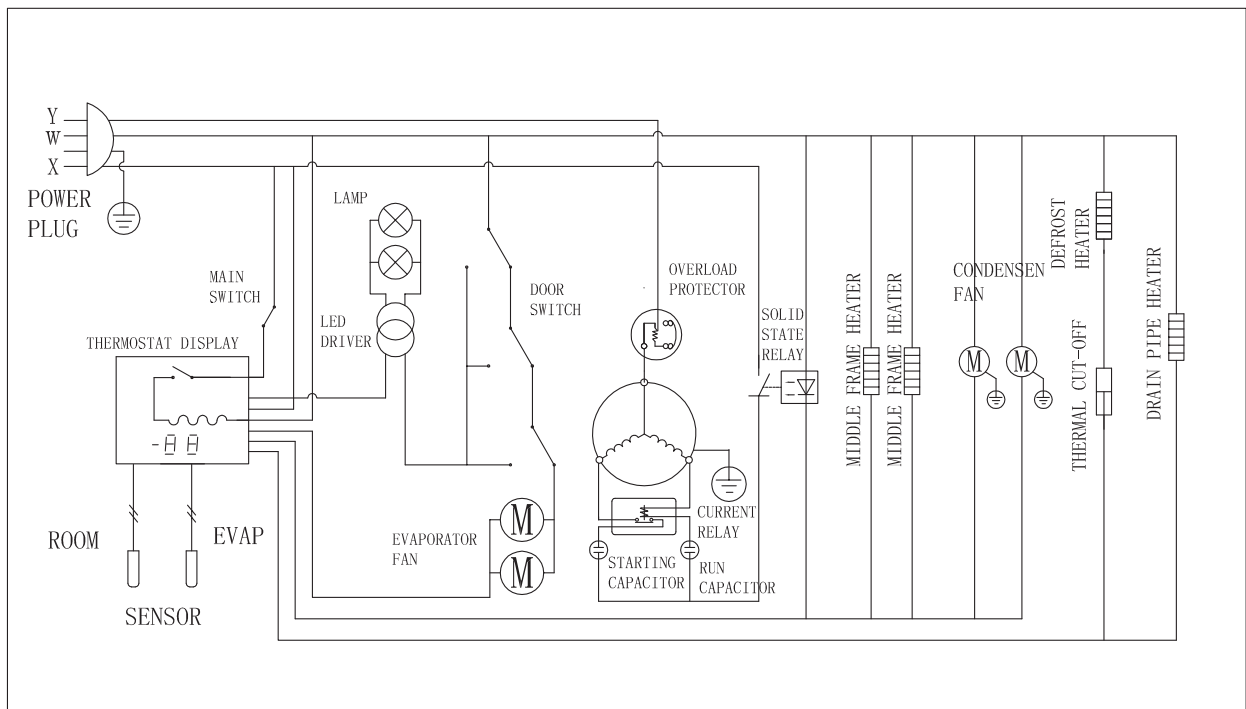 Y
W
X
POWER
PLUG
MAIN
SWITCH
THERMOSTAT DISPLAY
ROOM
EVAP
SENSOR
LAMP
LED
DRIVER
DOOR
SWITCH
EVAPORATOR
FAN
M
M
OVERLOAD
PROTECTOR
CURRENT
RELAY
STARTING
CAPACITOR
RUN
CAPACITOR
SOLID
STATE
RELAY
MIDDLE FRAME HEATER
MIDDLE FRAME HEATER
CONDENSEN
FAN
M
M
DEFROST
HEATER
THERMAL CUT-OFF
DRAIN PIPE HEATER